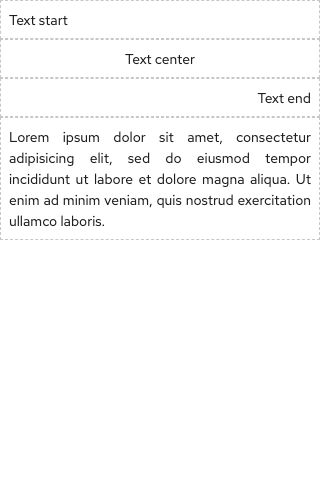 Text start
Text center
Text end
Lorem ipsum dolor sit amet, consectetur
adipisicing elit, sed do eiusmod tempor
incididunt ut labore et dolore magna aliqua. Ut
enim ad minim veniam, quis nostrud exercitation
ullamco laboris.